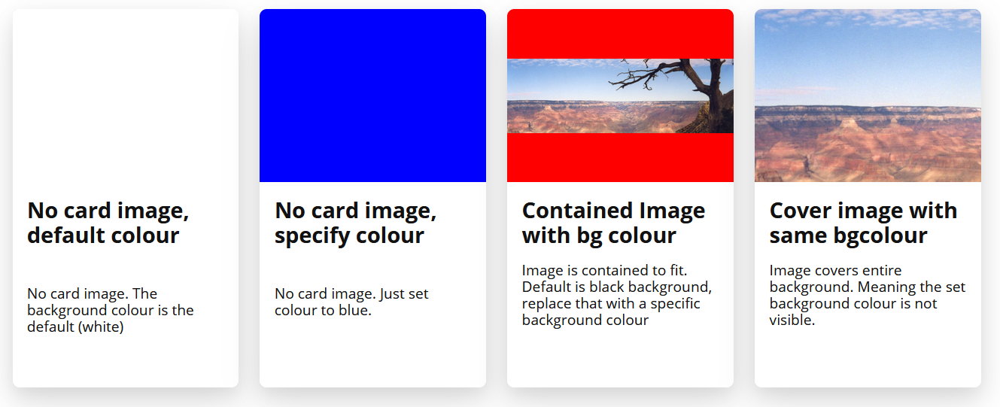 No card image,
default colour
No card image. The
background colour is the
default (white)
No card image,
specify colour
No card image. Just set
colour to blue.
Contained Image
with bg colour
Image is contained to fit.
Default is black background,
replace that with a specific
background colour
Cover image with
same bgcolour
Image covers entire
background. Meaning the set
background colour is not
visible.